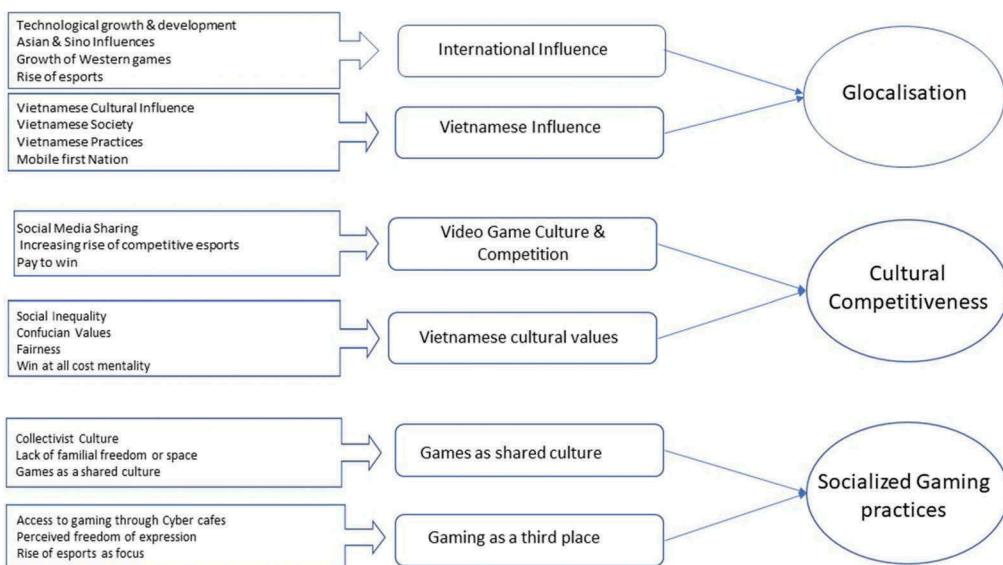 Technological growth & development
Asian & Sino Influences
Growth of Western games
Rise of esports
International Influence
Vietnamese Cultural Influence
Vietnamese Society
Vietnamese Practices
Mobile first Nation
Vietnamese Influence
Glocalisation
Social Media Sharing
Increasing rise of competitive esports
Pay to win
Video Game Culture &
Competition
Social Inequality
Confucian Values
Fairness
Win at all cost mentality
Vietnamese cultural values
Cultural
Competitiveness
Collectivist Culture
Lack of familial freedom or space
Games as a shared culture
Games as shared culture
Access to gaming through Cyber cafes
Perceived freedom of expression
Rise of esports as focus
Gaming as a third place
Socialized Gaming
practices